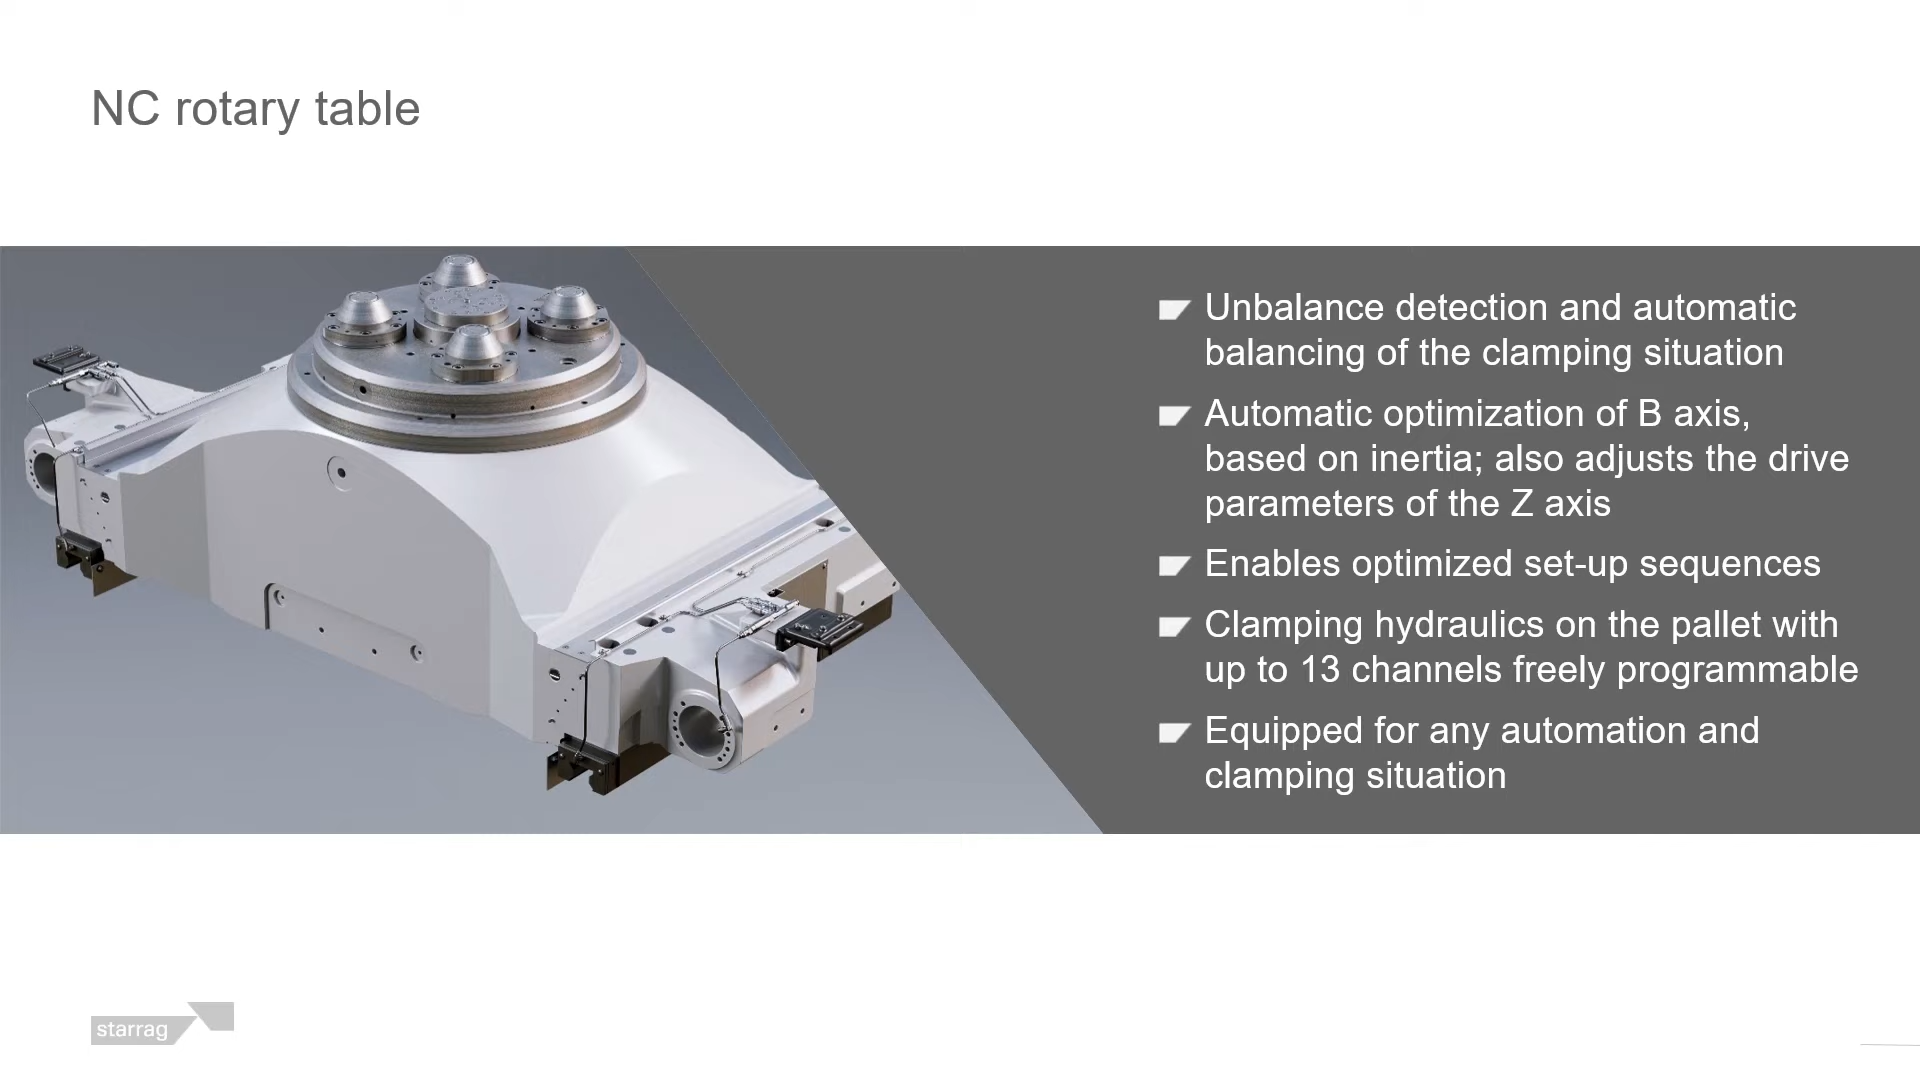 NC rotary table
Unbalance detection and automatic
balancing of the clamping situation
Automatic optimization of B axis,
based on inertia; also adjusts the drive
parameters of the Z axis
Enables optimized set-up sequences
Clamping hydraulics on the pallet with
up to 13 channels freely programmable
Equipped for any automation and
clamping situation
starrag